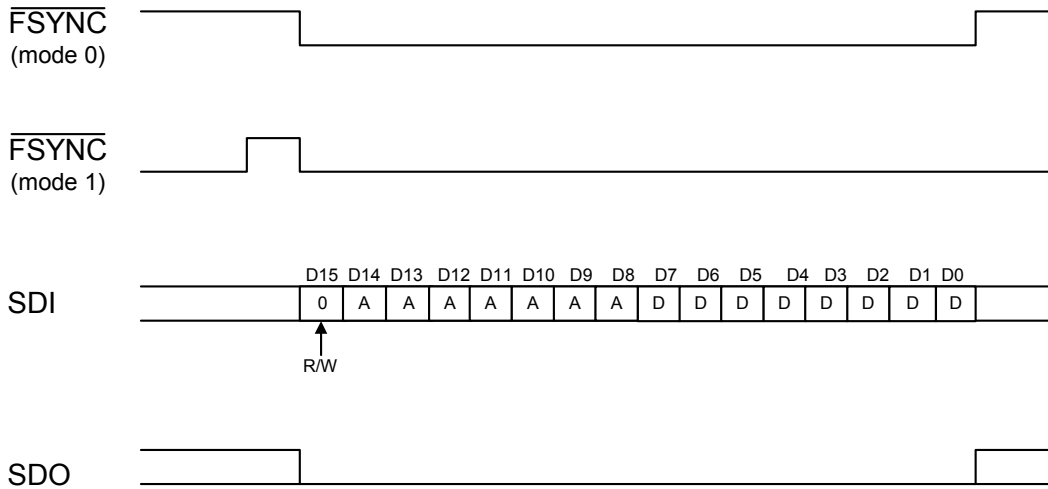 FSYNC
(mode 0)
FSYNC
(mode 1)
D15 D14 D13 D12 D11 D10 D9 D8 D7 D6 D5 D4 D3 D2 D1 D0
SDI 0 A A A A A A A D D D D D D D D
R/W
SDO